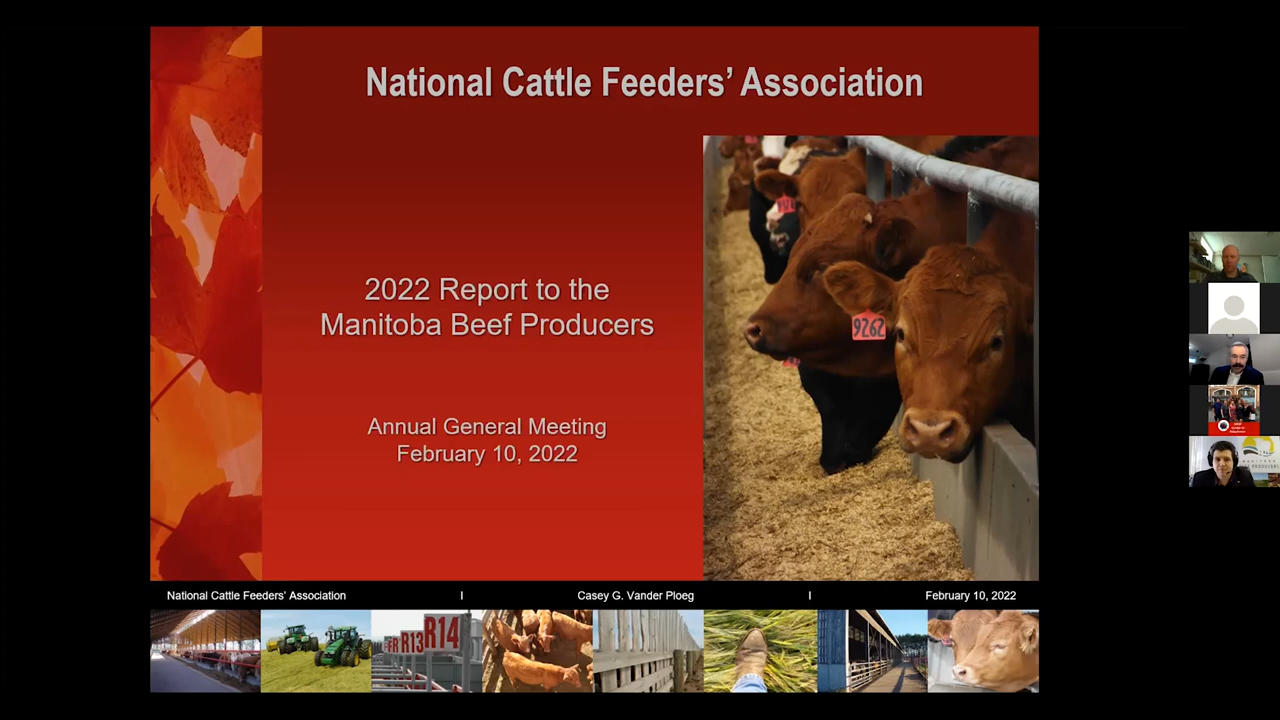 National Cattle Feeders' Association
2022 Report to the
Manitoba Beef Producers
Annual General Meeting
February 10, 2022
9262
National Cattle Feeders' Association I Casey G. Vander Ploeg I February 10, 2022
R13
R14